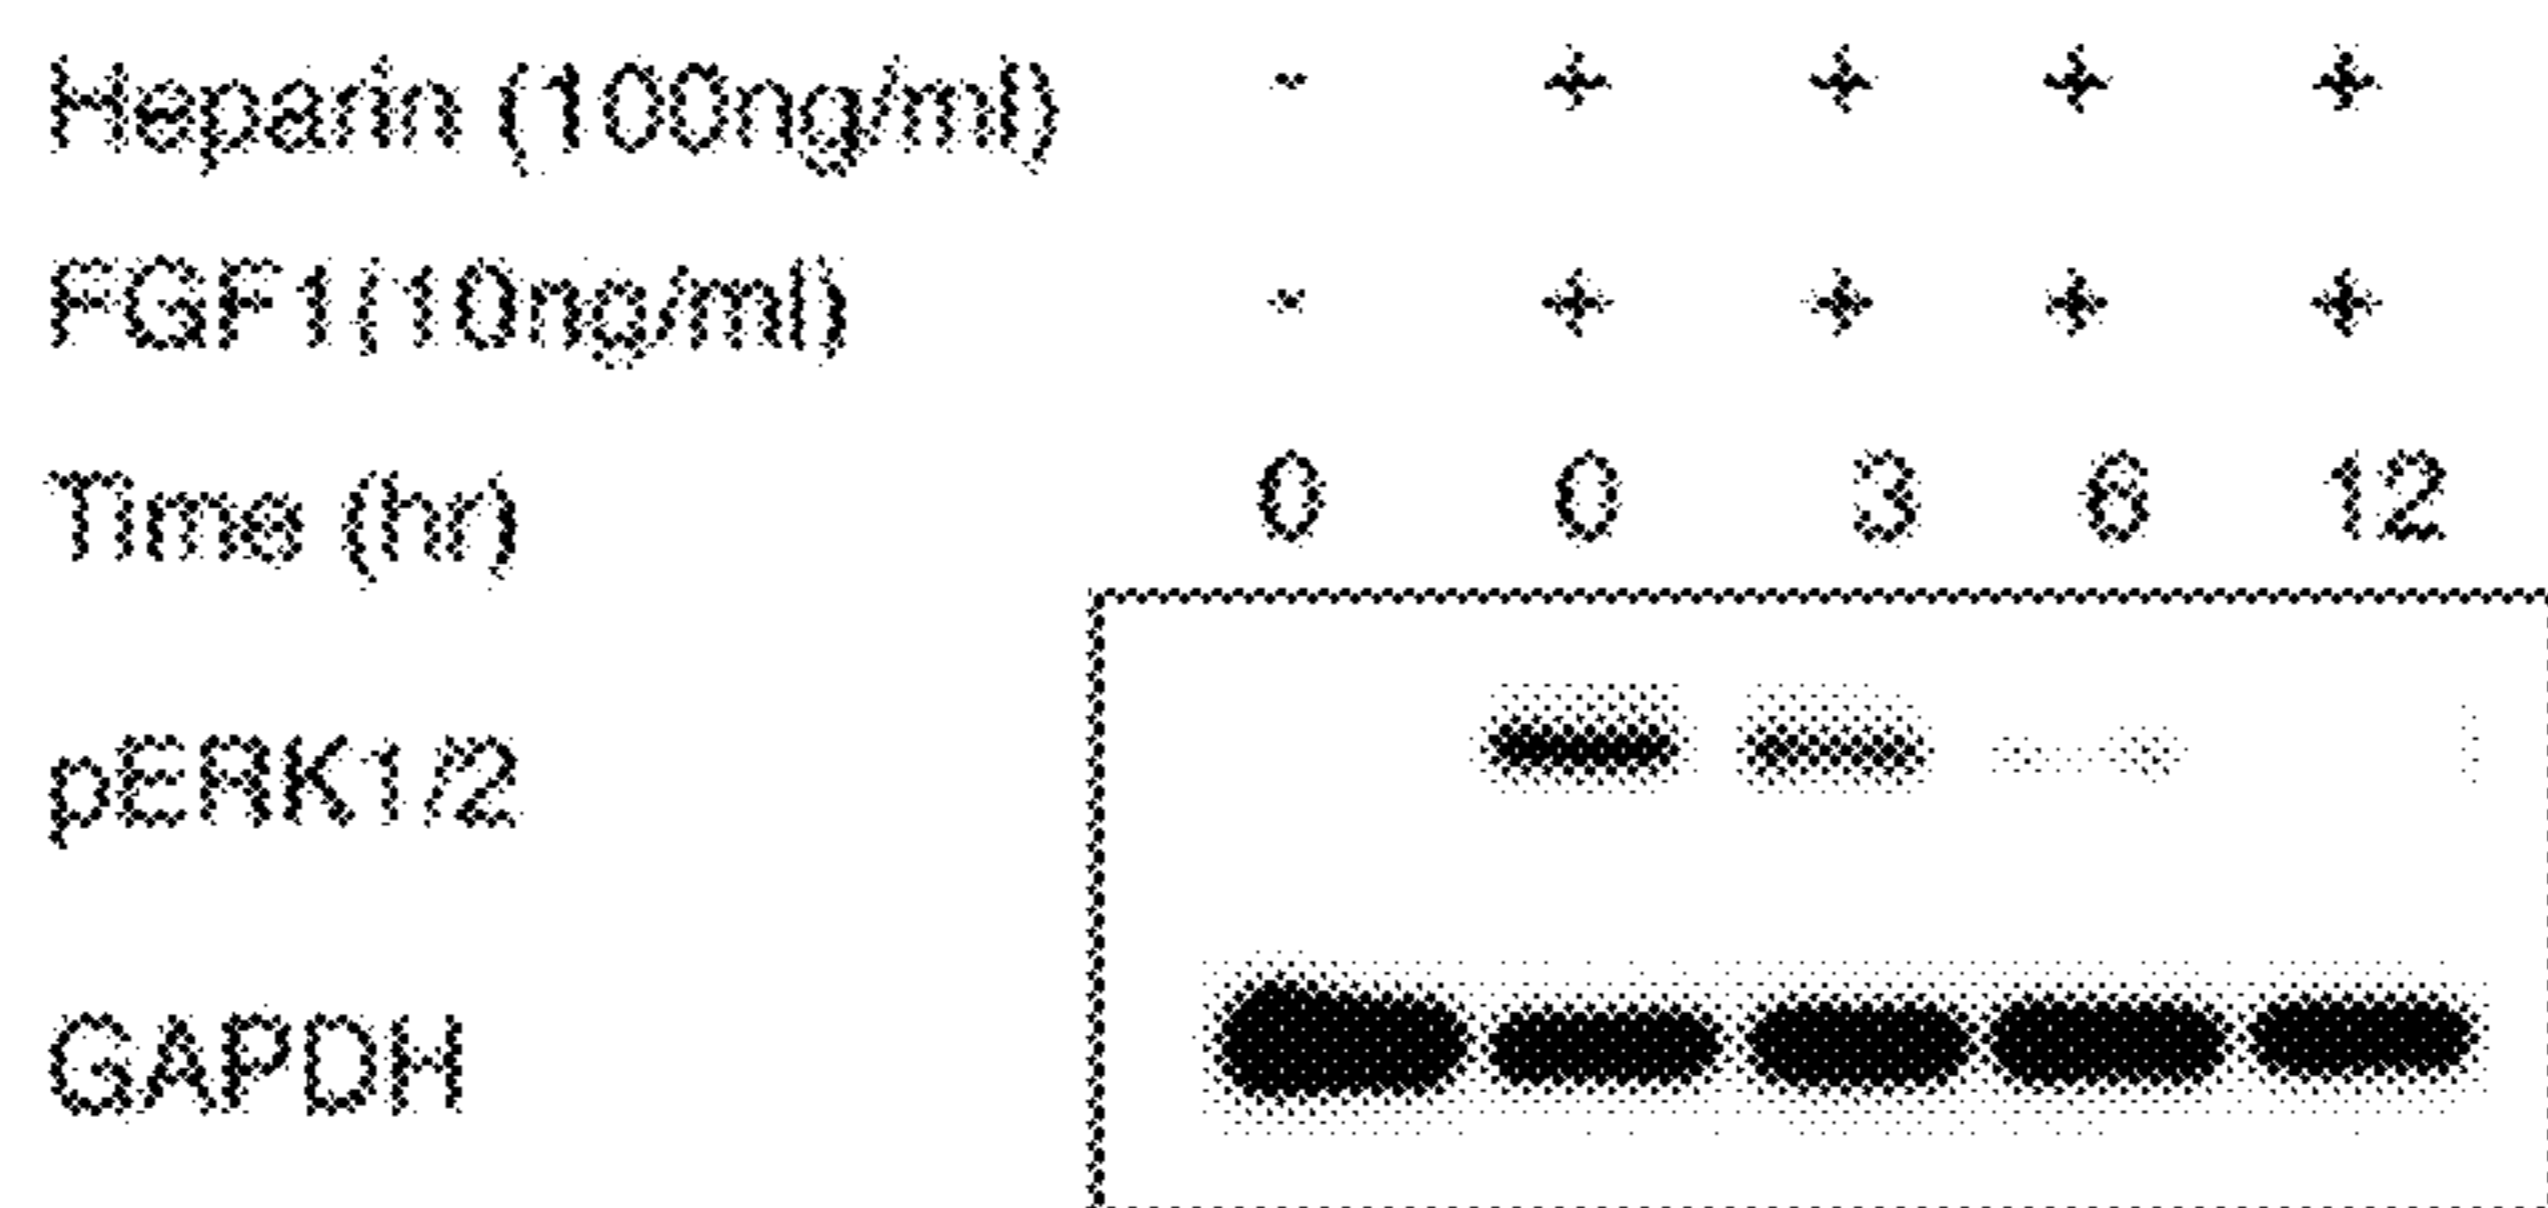 Heparin (100ng/ml) - + + + +
FGF1(10ng/ml) - + + + +
Time (hr) 0 0 3 6 12
pERK1/2
GAPDH